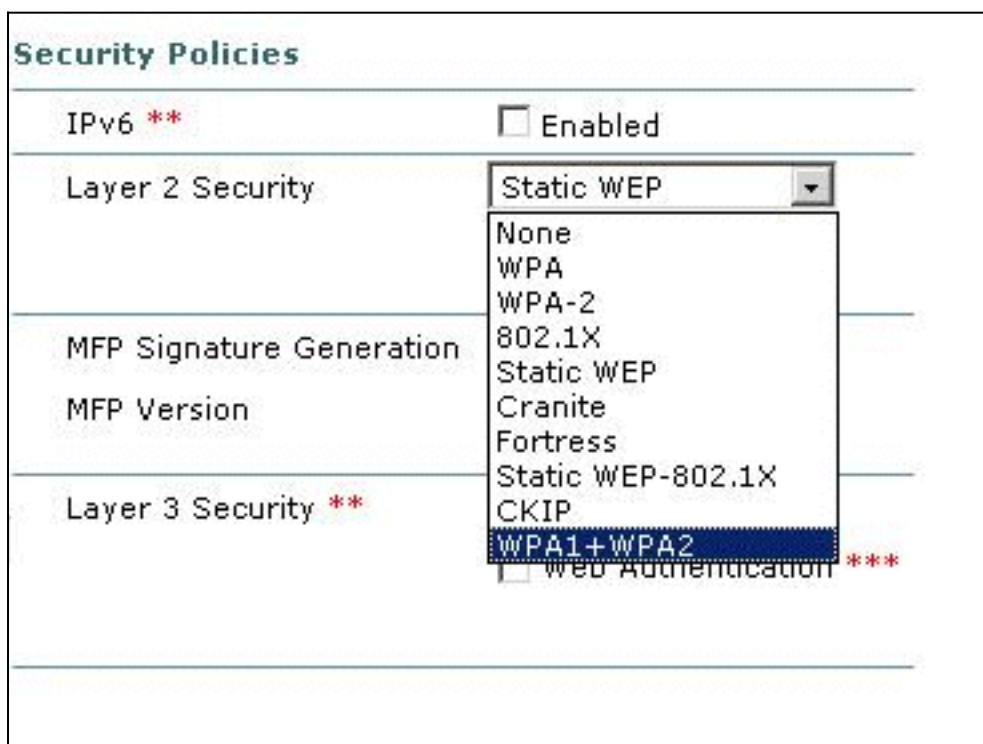 Security Policies
IPv6 **
Enabled
Layer 2 Security
Static WEP
None
WPA
WPA-2
802.1X
Static WEP
Cranite
Fortress
Static WEP-802.1X
CKIP
WPA1+WPA2
MFP Signature Generation
MFP Version
Layer 3 Security **
Web Authentication ***